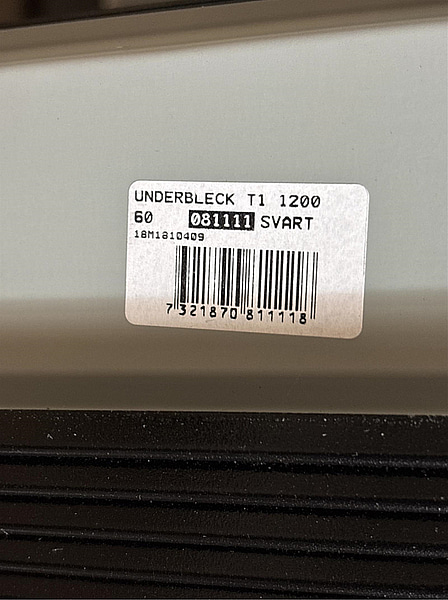 UNDERBLECK T1 1200
60 081111 SVART
18M1810409
7 321870 811118